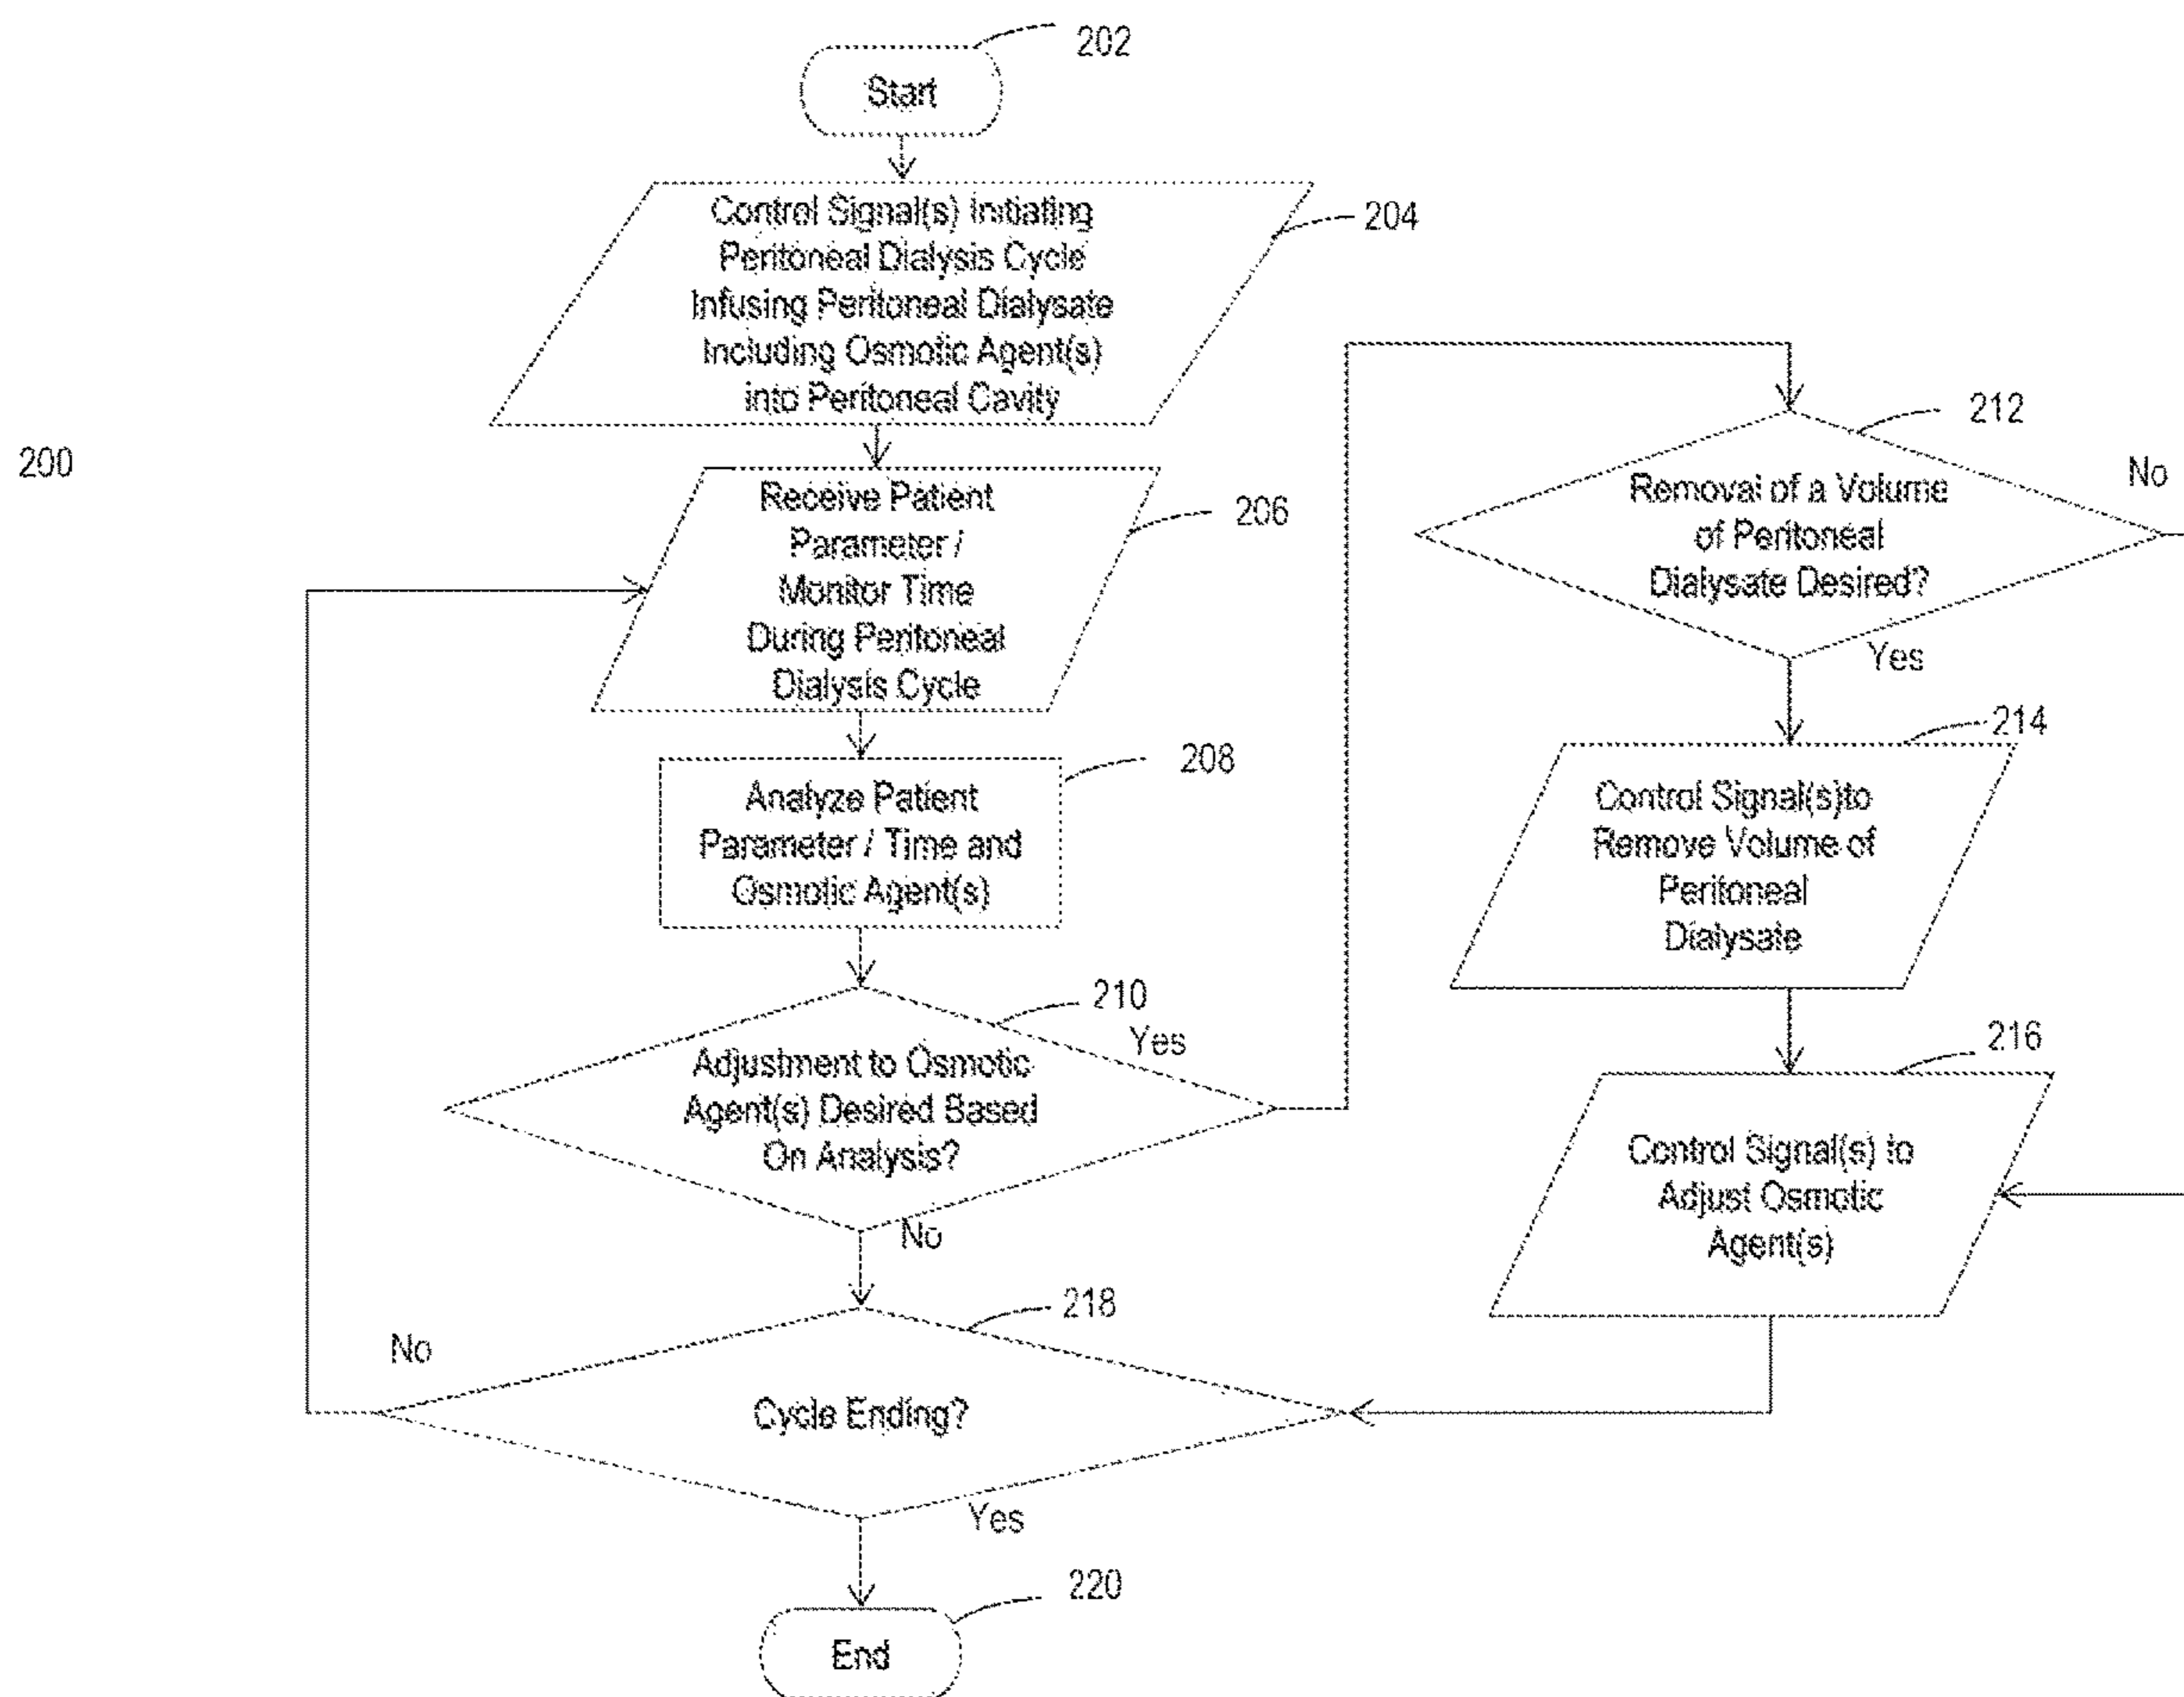 202
Start
Control Signal(s) Initiating
Peritoneal Dialysis Cycle
Infusing Peritoneal Dialysate
Including Osmotic Agent(s)
into Peritoneal Cavity
204
200
Receive Patient
Parameter /
Monitor Time
During Peritoneal
Dialysis Cycle
206
Analyze Patient
Parameter / Time and
Osmotic Agent(s)
208
210
Yes
Adjustment to Osmotic
Agent(s) Desired Based
On Analysis?
No
212
No
Removal of a Volume
of Peritoneal
Dialysate Desired?
Yes
214
Control Signal(s)to
Remove Volume of
Peritoneal
Dialysate
216
Control Signal(s) to
Adjust Osmotic
Agent(s)
218
No
Cycle Ending?
Yes
220
End